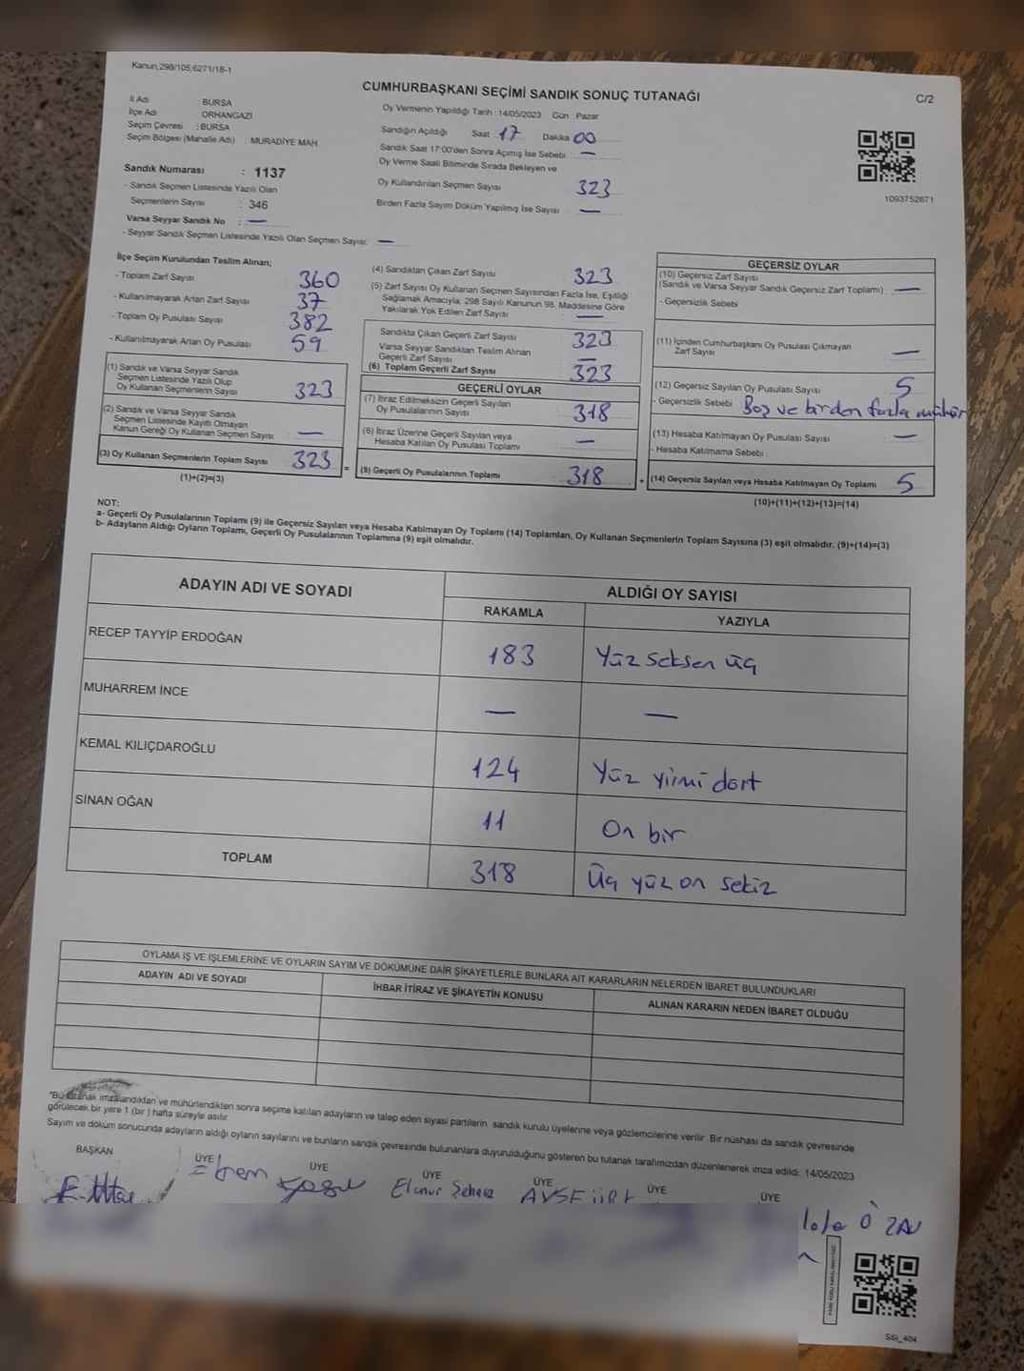 Kanun,298/105,6271/18-1
CUMHURBAŞKANI SEÇİMİ SANDIK SONUÇ TUTANAĞI
C/2
İl Adı : BURSA
İlçe Adı : ORHANGAZİ
Seçim Çevresi : BURSA
Seçim Bölgesi (Mahalle Adı) : MURADİYE MAH.
Oy Vermenin Yapıldığı Tarih : 14/05/2023 Gün : Pazar
Sandığın Açıldığı Saat : 17 Dakika 00
Sandık Saat 17:00'den Sonra Açımış İse Sebebi —
Oy Verme Saati Bitiminde Sırada Bekleyen ve
Oy Kullandırılan Seçmen Sayısı 323
Birden Fazla Sayım Döküm Yapılmış İse Sayısı —
1093752671
Sandık Numarası : 1137
- Sandık Seçmen Listesinde Yazılı Olan
Seçmenlerin Sayısı : 346
Varsa Seyyar Sandık No : —
- Seyyar Sandık Seçmen Listesinde Yazılı Olan Seçmen Sayısı: —
İlçe Seçim Kurulundan Teslim Alınan;
- Toplam Zarf Sayısı 360
- Kullanılmayarak Artan Zarf Sayısı 37
- Toplam Oy Pusulası Sayısı 382
- Kullanılmayarak Artan Oy Pusulası 59
(1) Sandık ve Varsa Seyyar Sandık
Seçmen Listesinde Yazılı Olup
Oy Kullanan Seçmenlerin Sayısı 323
(2) Sandık ve Varsa Seyyar Sandık
Seçmen Listesinde Kayıtlı Olmayan
Kanun Gereği Oy Kullanan Seçmen Sayısı —
(3) Oy Kullanan Seçmenlerin Toplam Sayısı 323 =
(1)+(2)=(3)
(4) Sandıktan Çıkan Zarf Sayısı 323
(5) Zarf Sayısı Oy Kullanan Seçmen Sayısından Fazla İse, Eşitliği
Sağlamak Amacıyla, 298 Sayılı Kanunun 98. Maddesine Göre
Yakılarak Yok Edilen Zarf Sayısı —
Sandıkta Çıkan Geçerli Zarf Sayısı 323
Varsa Seyyar Sandıktan Teslim Alınan
Geçerli Zarf Sayısı —
(6) Toplam Geçerli Zarf Sayısı 323
GEÇERLİ OYLAR
(7) İtiraz Edilmeksizin Geçerli Sayılan
Oy Pusulalarının Sayısı 318
(8) İtiraz Üzerine Geçerli Sayılan veya
Hesaba Katılan Oy Pusulası Toplamı —
(9) Geçerli Oy Pusulalarının Toplamı 318 +
GEÇERSİZ OYLAR
(10) Geçersiz Zarf Sayısı
(Sandık ve Varsa Seyyar Sandık Geçersiz Zarf Toplamı) —
- Geçersizlik Sebebi
(11) İçinden Cumhurbaşkanı Oy Pusulası Çıkmayan
Zarf Sayısı —
(12) Geçersiz Sayılan Oy Pusulası Sayısı 5
- Geçersizlik Sebebi Boş ve birden fazla mühür
(13) Hesaba Katılmayan Oy Pusulası Sayısı —
- Hesaba Katılmama Sebebi :
(14) Geçersiz Sayılan veya Hesaba Katılmayan Oy Toplamı 5
(10)+(11)+(12)+(13)=(14)
NOT:
a- Geçerli Oy Pusulalarının Toplamı (9) ile Geçersiz Sayılan veya Hesaba Katılmayan Oy Toplamı (14) Toplamları, Oy Kullanan Seçmenlerin Toplam Sayısına (3) eşit olmalıdır. (9)+(14)=(3)
b- Adayların Aldığı Oyların Toplamı, Geçerli Oy Pusulalarının Toplamına (9) eşit olmalıdır.
ADAYIN ADI VE SOYADI ALDIĞI OY SAYISI
RAKAMLA YAZIYLA
RECEP TAYYİP ERDOĞAN 183 Yüz seksen üç
MUHARREM İNCE — —
KEMAL KILIÇDAROĞLU 124 Yüz yirmi dört
SİNAN OĞAN 11 On bir
TOPLAM 318 Üç yüz on sekiz
OYLAMA İŞ VE İŞLEMLERİNE VE OYLARIN SAYIM VE DÖKÜMÜNE DAİR ŞİKAYETLERLE BUNLARA AİT KARARLARIN NELERDEN İBARET BULUNDUKLARI
ADAYIN ADI VE SOYADI İHBAR İTİRAZ VE ŞİKAYETİN KONUSU ALINAN KARARIN NEDEN İBARET OLDUĞU
"Bu tutanak imzalandıktan ve mühürlendikten sonra seçime katılan adayların ve talep eden siyasi partilerin sandık kurulu üyelerine veya gözlemcilerine verilir. Bir nüshası da sandık çevresinde
görülecek bir yere 1 (bir) hafta süreyle asılır.
Sayım ve döküm sonucunda adayların aldığı oyların sayılarını ve bunların sandık çevresinde bulunanlara duyurulduğunu gösteren bu tutanak tarafımızdan düzenlenerek imza edildi. 14/05/2023
BAŞKAN ÜYE ÜYE ÜYE ÜYE ÜYE ÜYE
SSİ_404